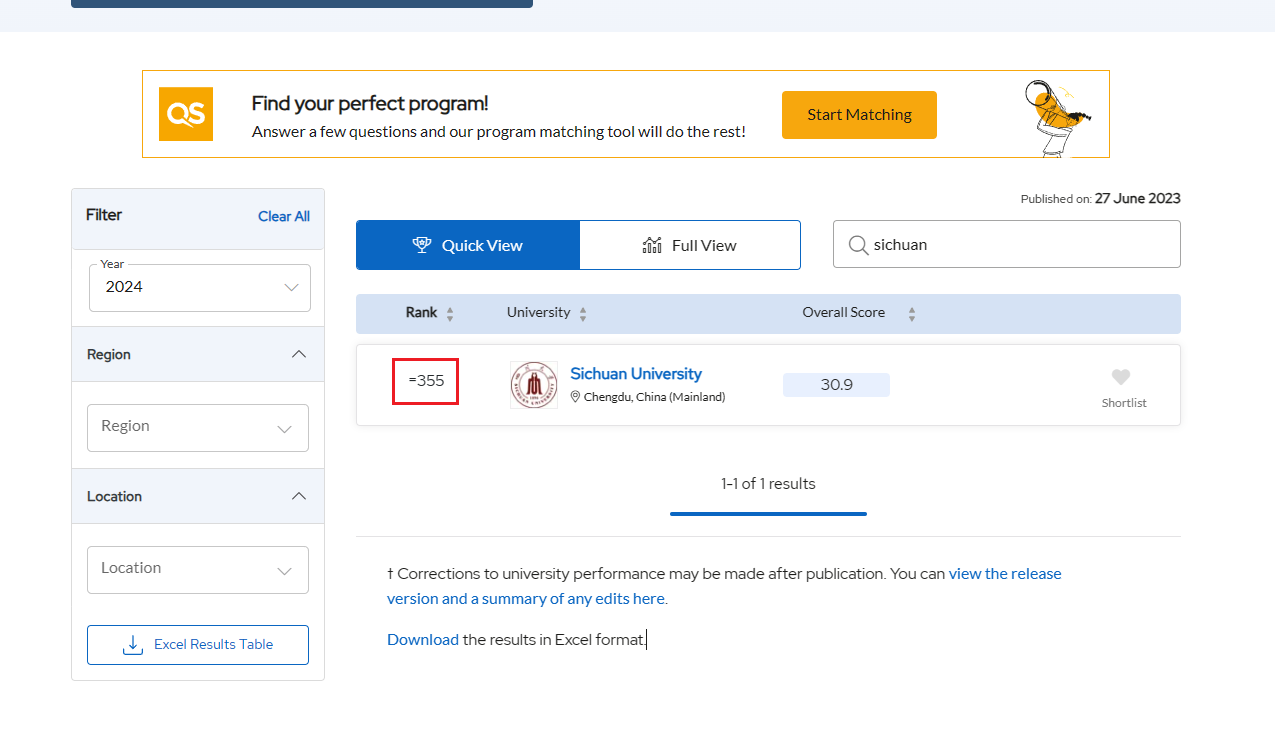 QS
Find your perfect program!
Answer a few questions and our program matching tool will do the rest!
Start Matching
Filter
Clear All
Year
2024
Region
Region
Location
Location
Excel Results Table
Published on: 27 June 2023
Quick View
Full View
sichuan
Rank
University
Overall Score
=355
Sichuan University
Chengdu, China (Mainland)
30.9
Shortlist
1-1 of 1 results
† Corrections to university performance may be made after publication. You can view the release
version and a summary of any edits here.
Download the results in Excel format.